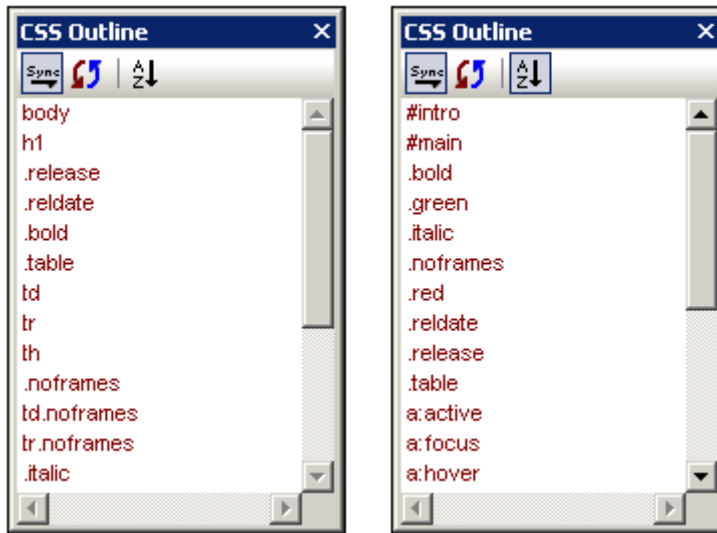 CSS Outline
Sync
A
Z
body
h1
.release
.reldate
.bold
.table
td
tr
th
.noframes
td.noframes
tr.noframes
.italic
CSS Outline
Sync
A
Z
#intro
#main
.bold
.green
.italic
.noframes
.red
.reldate
.release
.table
a:active
a:focus
a:hover